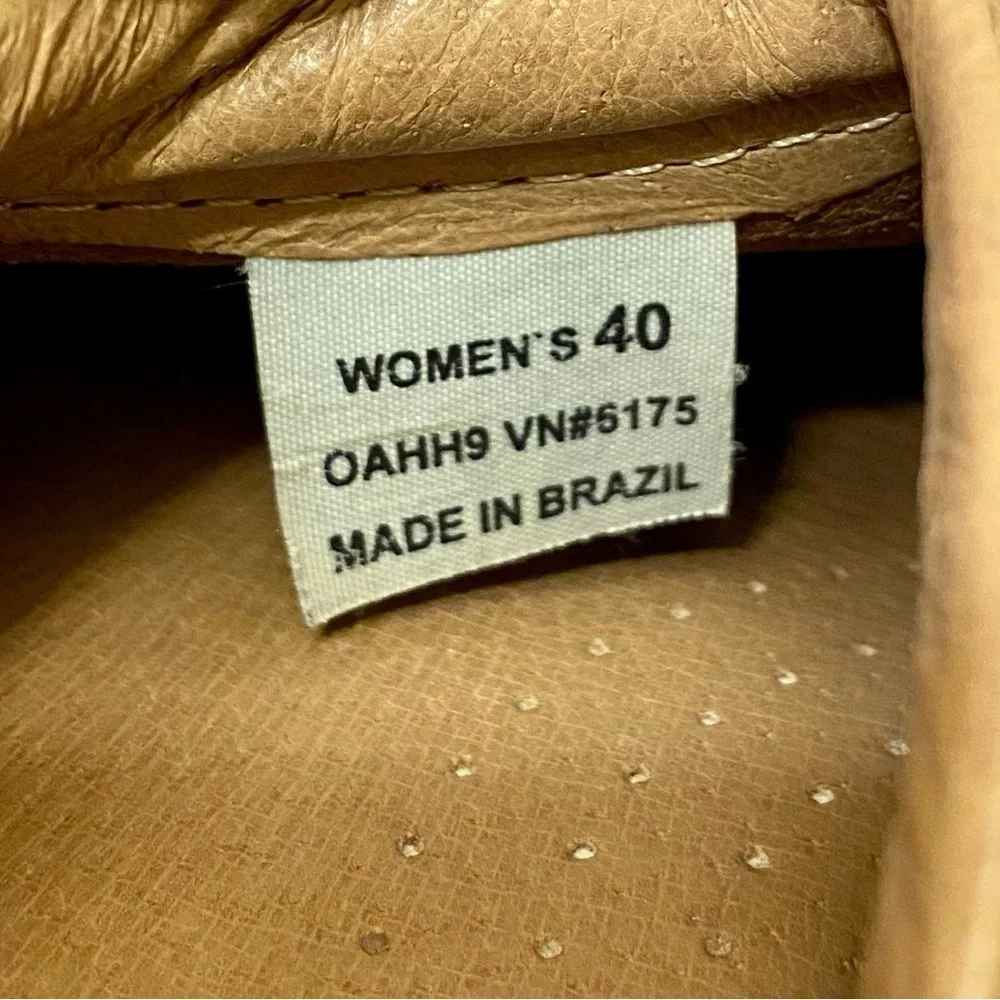 WOMEN`S 40
OAHH9 VN#6175
MADE IN BRAZIL